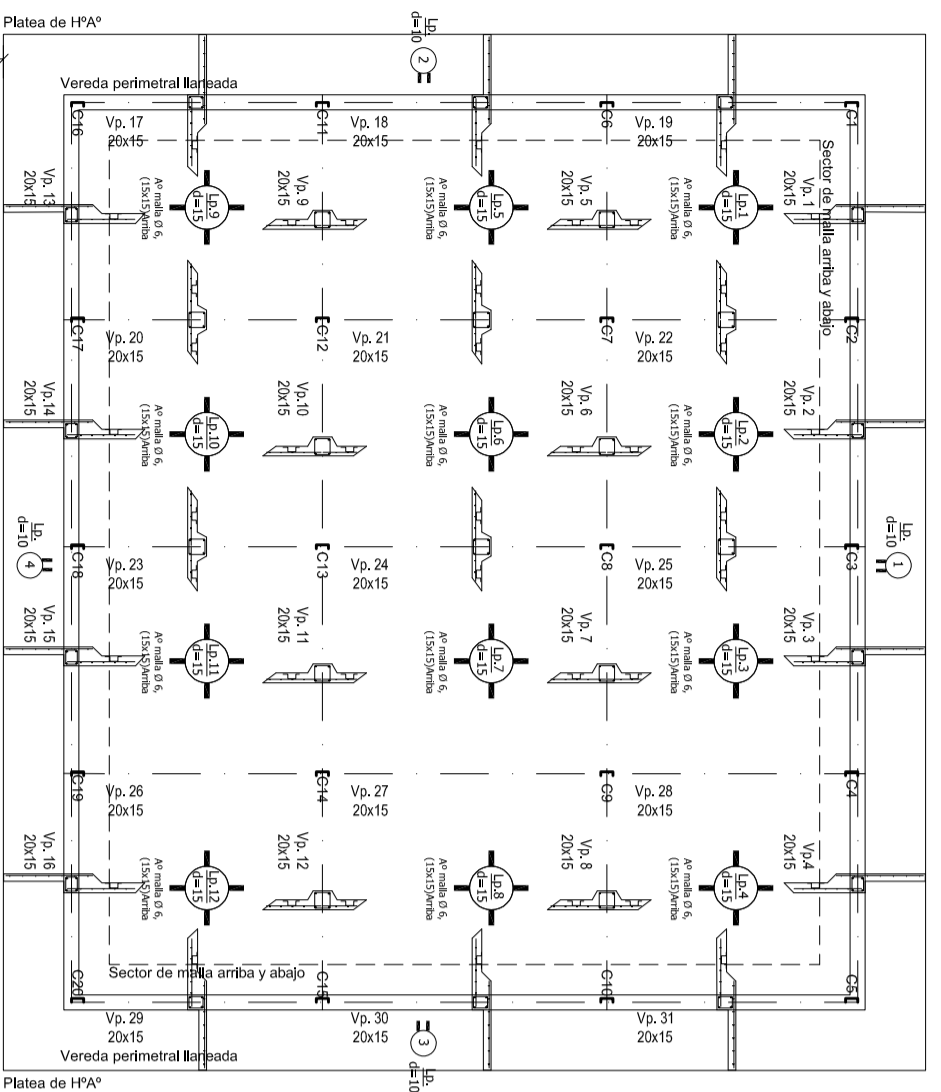 Platea de HºAº
Lp.
d=10
2
Vereda perimetral llaneada
C16
C11
C6
C1
Vp. 17
20x15
Vp. 18
20x15
Vp. 19
20x15
Sector de malla arriba y abajo
Vp. 13
20x15
Lp.9
d=15
Aº malla Ø 6,
(15x15)Arriba
Vp. 9
20x15
Lp.5
d=15
Aº malla Ø 6,
(15x15)Arriba
Vp. 5
20x15
Lp.1
d=15
Aº malla Ø 6,
(15x15)Arriba
Vp. 1
20x15
C17
C12
C7
C2
Vp. 20
20x15
Vp. 21
20x15
Vp. 22
20x15
Vp.14
20x15
Lp.10
d=15
Aº malla Ø 6,
(15x15)Arriba
Vp.10
20x15
Lp.6
d=15
Aº malla Ø 6,
(15x15)Arriba
Vp. 6
20x15
Lp.2
d=15
Aº malla Ø 6,
(15x15)Arriba
Vp. 2
20x15
Lp.
d=10
4
C18
C13
C8
C3
Lp.
d=10
1
Vp. 23
20x15
Vp. 24
20x15
Vp. 25
20x15
Vp. 15
20x15
Lp.11
d=15
Aº malla Ø 6,
(15x15)Arriba
Vp. 11
20x15
Lp.7
d=15
Aº malla Ø 6,
(15x15)Arriba
Vp. 7
20x15
Lp.3
d=15
Aº malla Ø 6,
(15x15)Arriba
Vp. 3
20x15
C19
C14
C9
C4
Vp. 26
20x15
Vp. 27
20x15
Vp. 28
20x15
Vp. 16
20x15
Lp.12
d=15
Aº malla Ø 6,
(15x15)Arriba
Vp. 12
20x15
Lp.8
d=15
Aº malla Ø 6,
(15x15)Arriba
Vp. 8
20x15
Lp.4
d=15
Aº malla Ø 6,
(15x15)Arriba
Vp.4
20x15
Sector de malla arriba y abajo
C20
C15
C10
C5
Vp. 29
20x15
Vp. 30
20x15
Vp. 31
20x15
Vereda perimetral llaneada
3
Lp.
d=10
Platea de HºAº